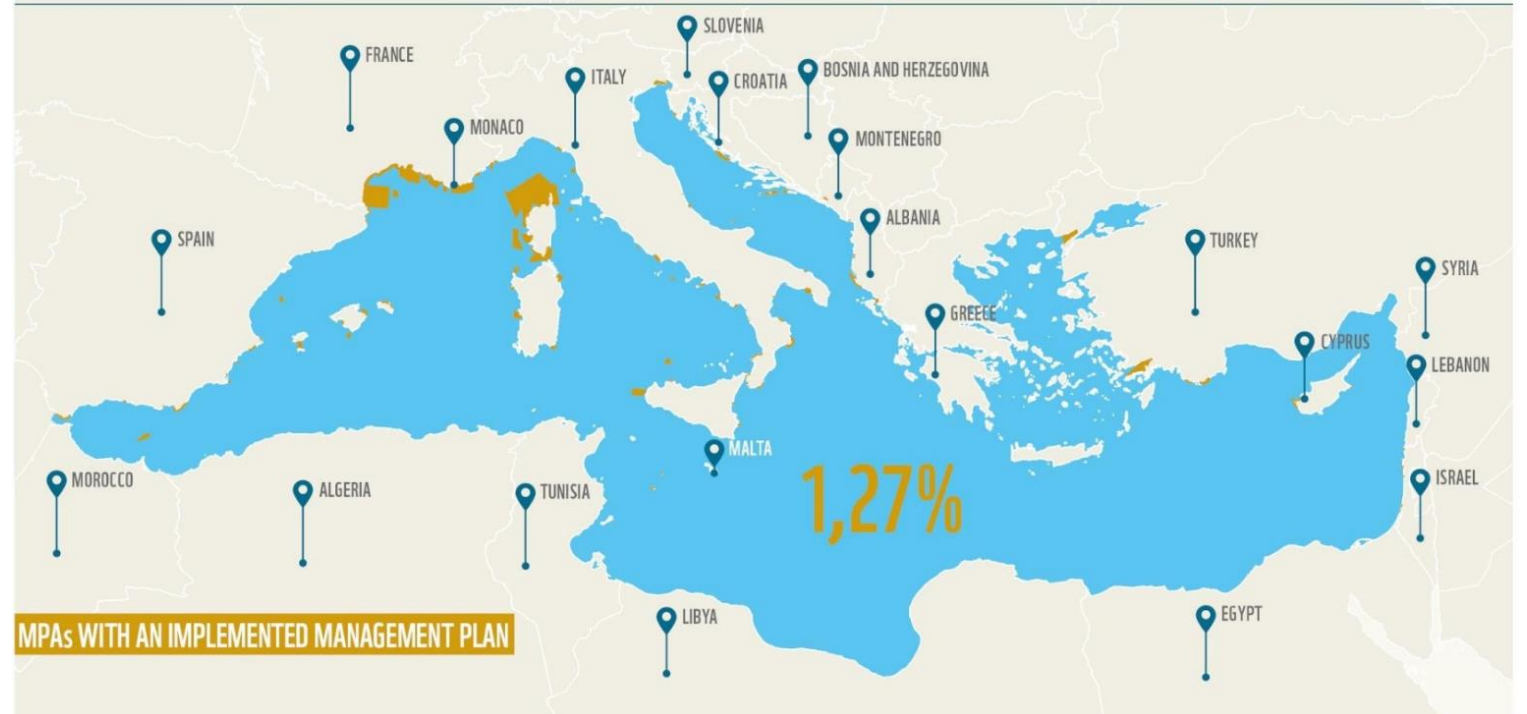 SLOVENIA
FRANCE
ITALY
CROATIA
BOSNIA AND HERZEGOVINA
MONACO
MONTENEGRO
ALBANIA
SPAIN
TURKEY
SYRIA
GREECE
CYPRUS
LEBANON
MALTA
MOROCCO
ALGERIA
TUNISIA
1,27%
ISRAEL
LIBYA
EGYPT
MPAs WITH AN IMPLEMENTED MANAGEMENT PLAN